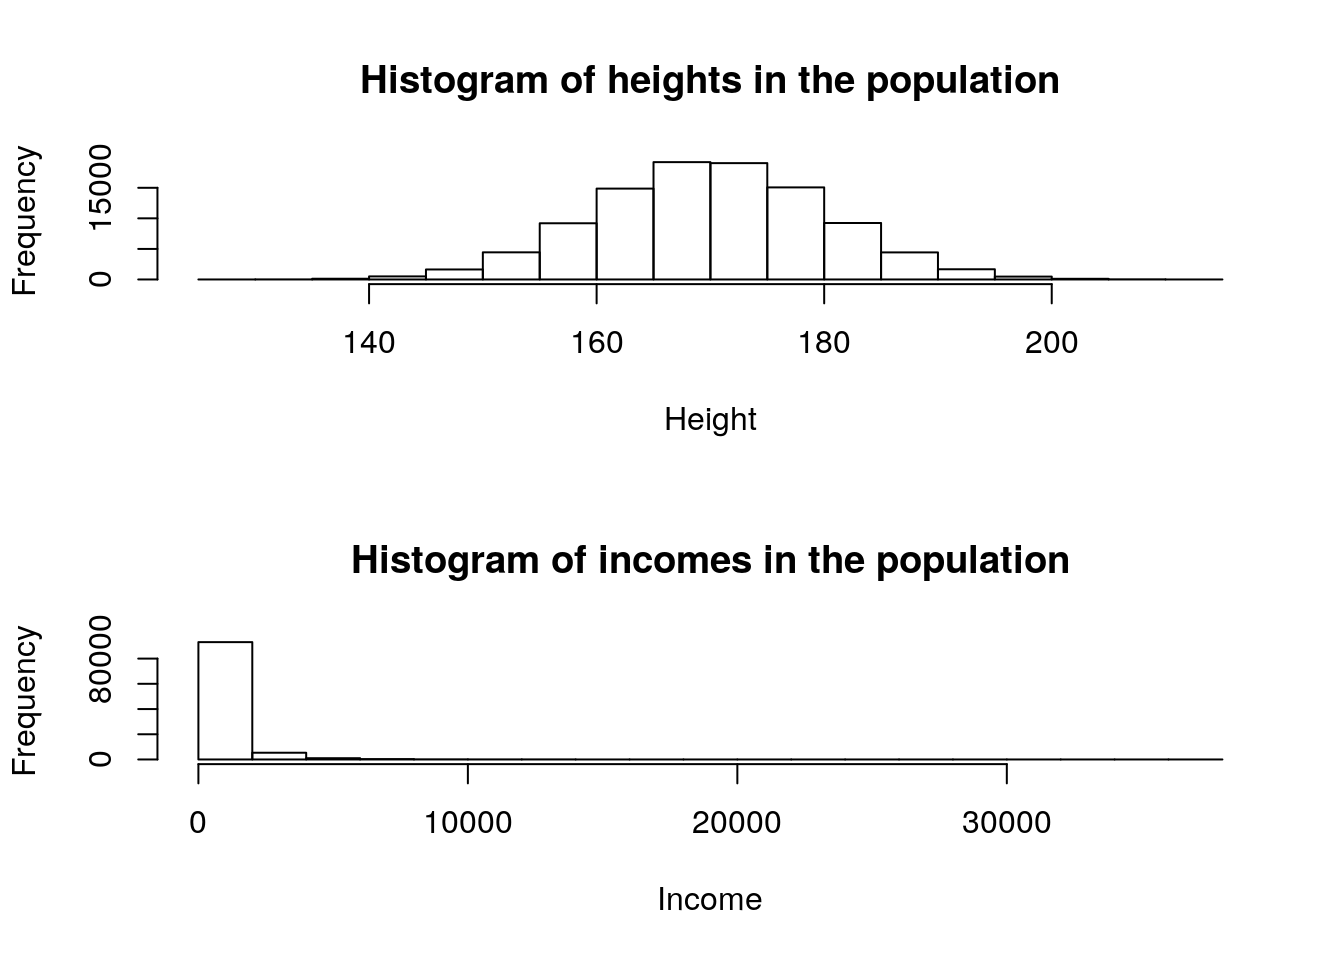 Histogram of heights in the population
Frequency
15000
0
140 160 180 200
Height
Histogram of incomes in the population
Frequency
80000
0
0 10000 20000 30000
Income